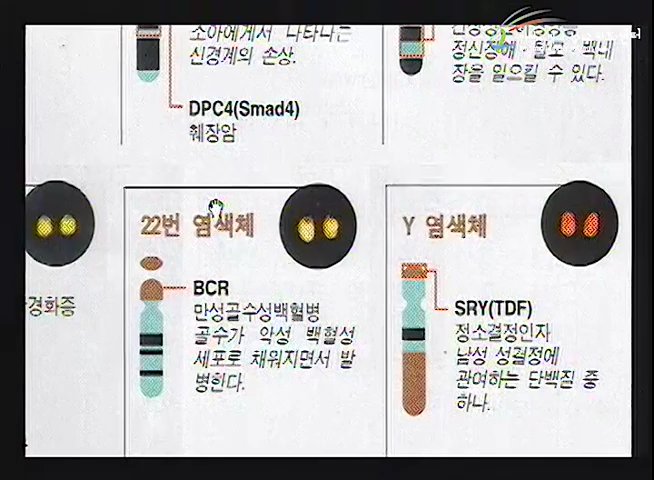 소아에게서 나타나는
신경계의 손상.
정신장애·탈모·백내
장을 일으킬 수 있다.
DPC4(Smad4)
췌장암
22번 염색체
BCR
만성골수성백혈병
골수가 악성 백혈성
세포로 채워지면서 발
병한다.
Y 염색체
SRY(TDF)
정소결정인자
남성 성결정에
관여하는 단백질 중
하나.
경화증